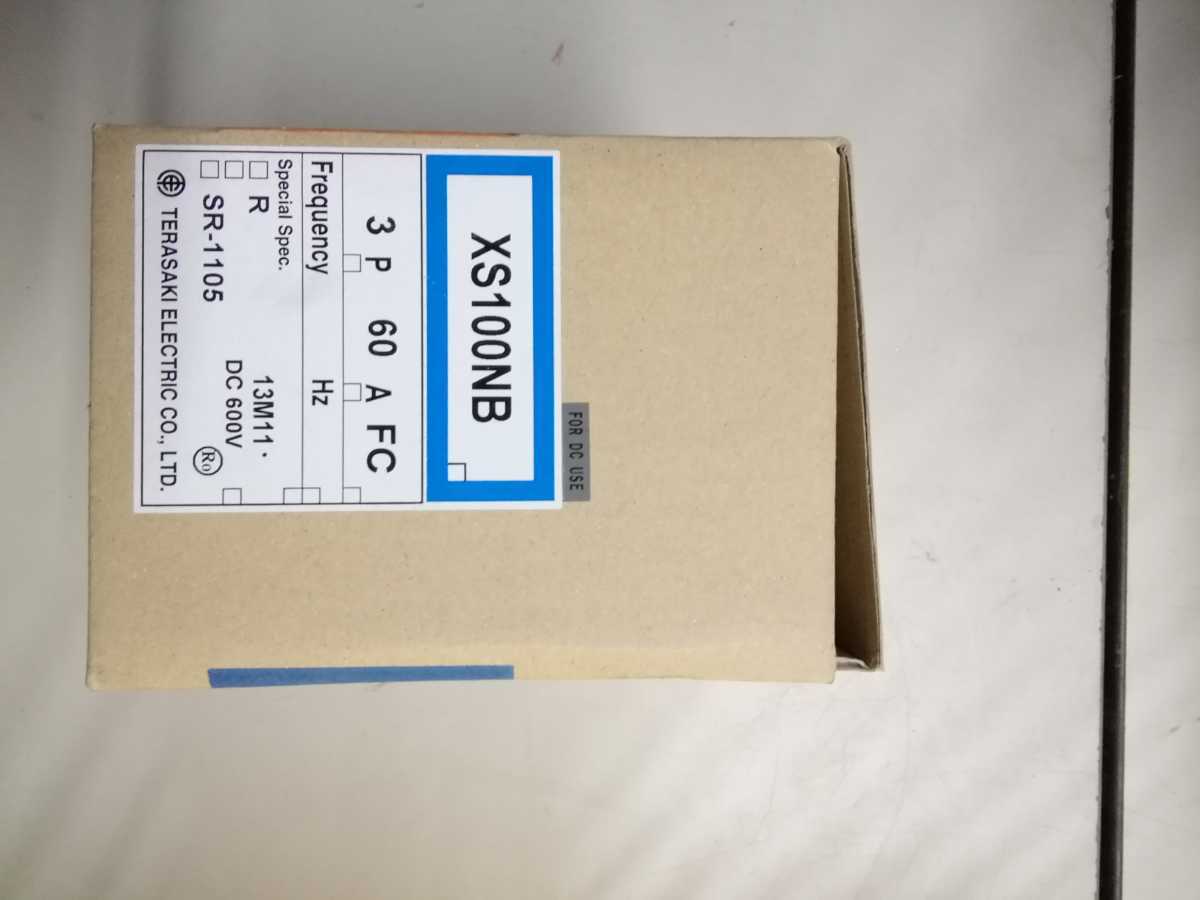 FOR DC USE
XS100NB
3 P 60 A FC
Frequency Hz
Special Spec.
R 13M11.
DC 600V
SR-1105
Ro
TERASAKI ELECTRIC CO., LTD.